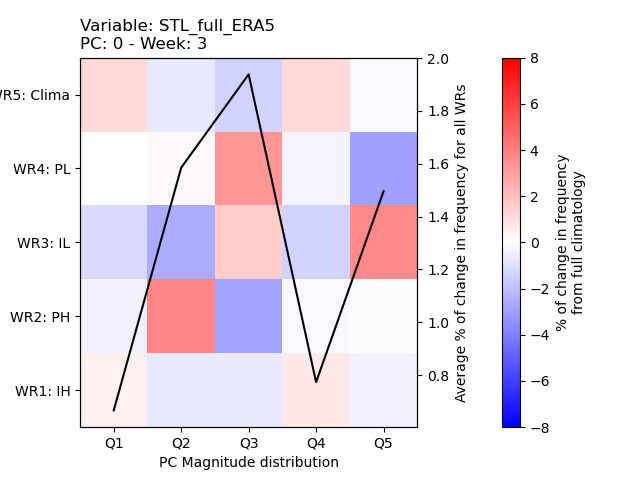 Variable: STL_full_ERA5
PC: 0 - Week: 3
WR5: Clima
WR4: PL
WR3: IL
WR2: PH
WR1: IH
Q1 Q2 Q3 Q4 Q5
PC Magnitude distribution
2.0
1.8
1.6
1.4
1.2
1.0
0.8
Average % of change in frequency for all WRs
8
6
4
2
0
−2
−4
−6
−8
% of change in frequency
from full climatology